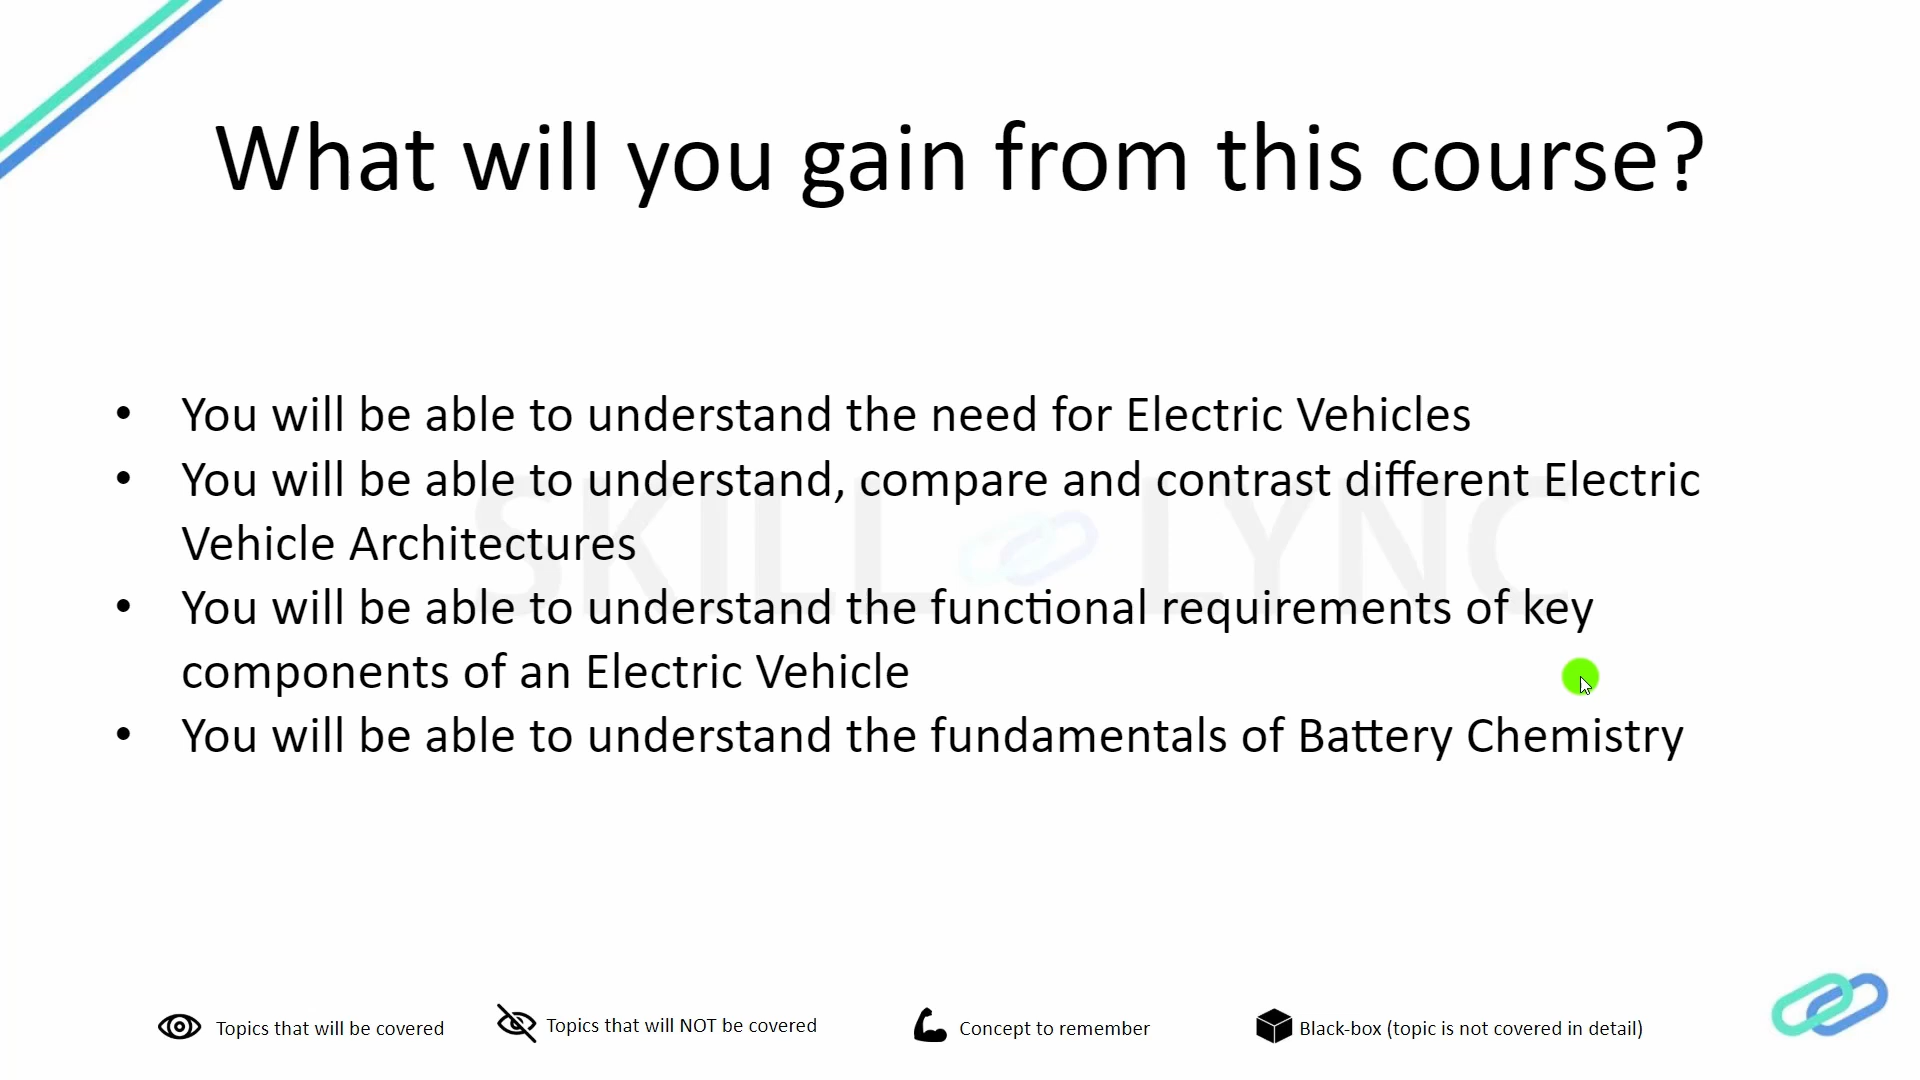 What will you gain from this course?
• You will be able to understand the need for Electric Vehicles
• You will be able to understand, compare and contrast different Electric
Vehicle Architectures
SKILL LYNC
• You will be able to understand the functional requirements of key
components of an Electric Vehicle
• You will be able to understand the fundamentals of Battery Chemistry
Topics that will be covered
Topics that will NOT be covered
Concept to remember
Black-box (topic is not covered in detail)